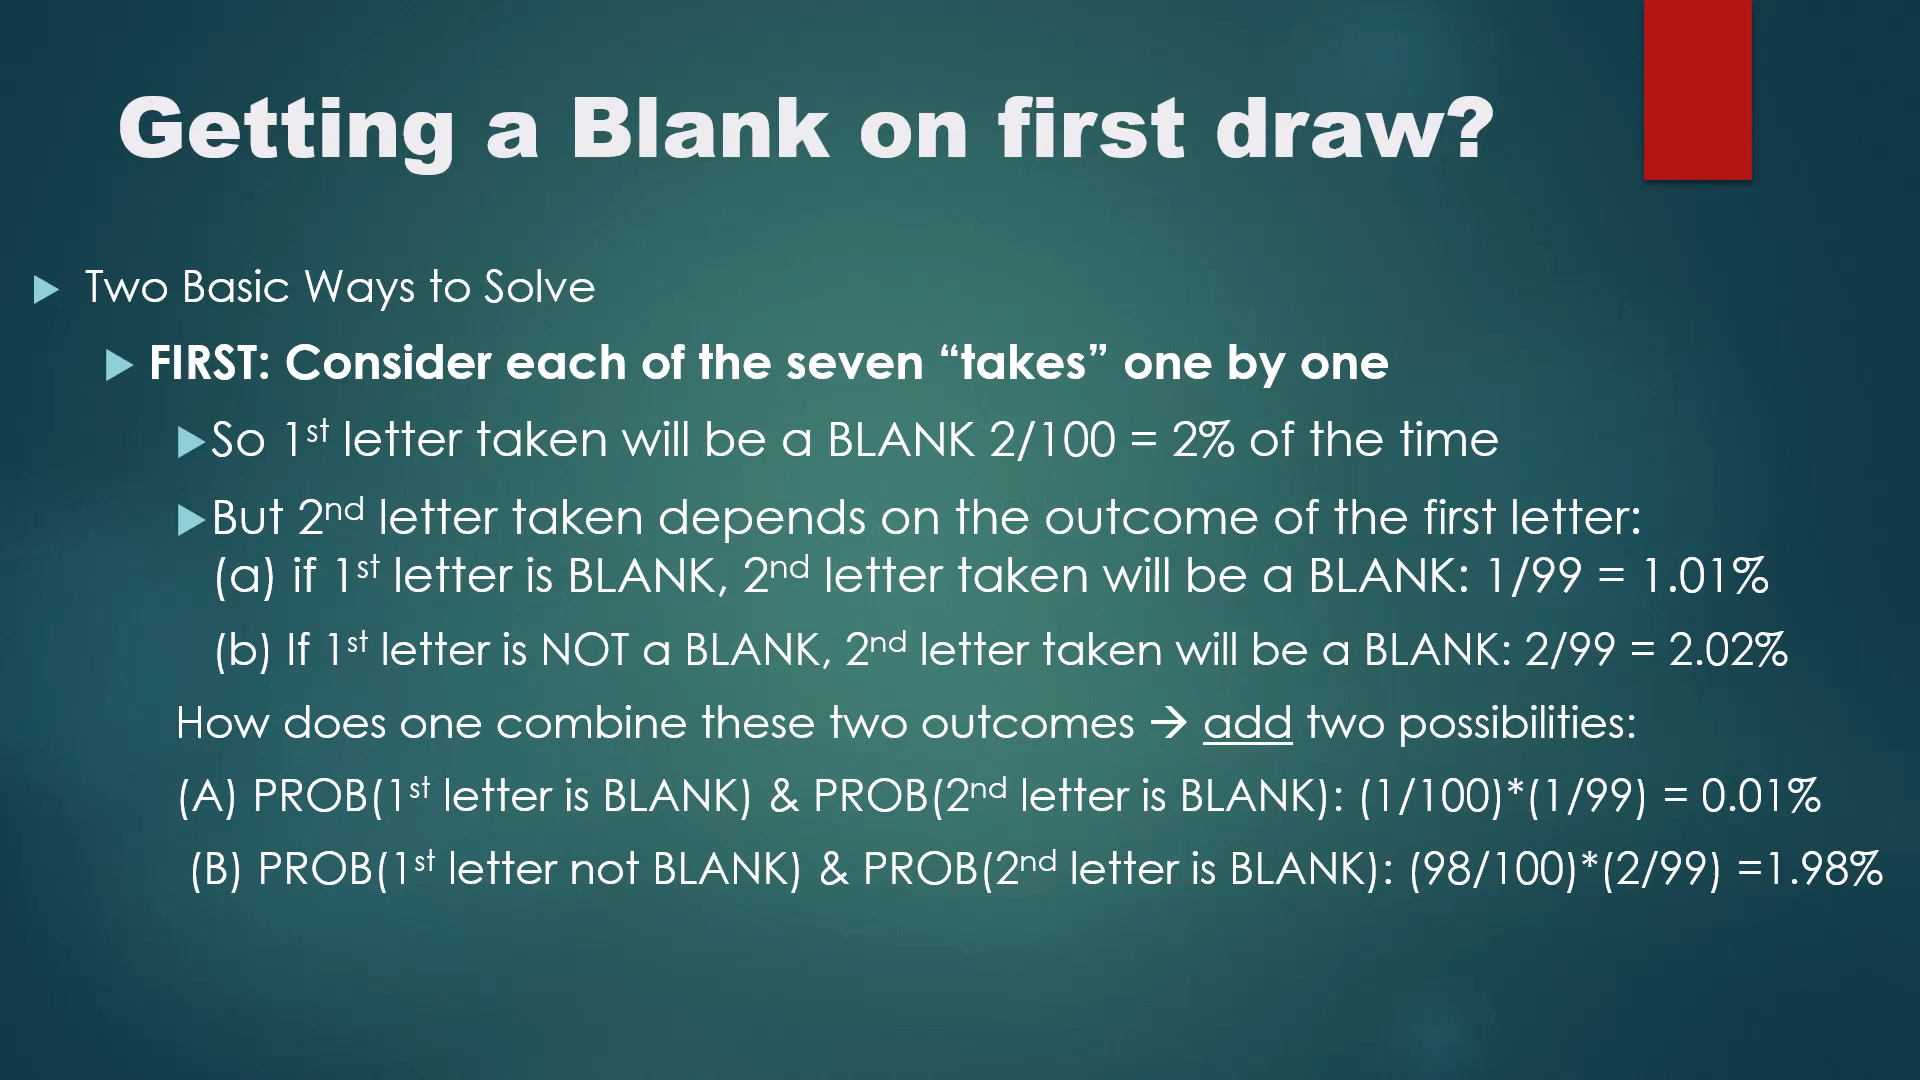 Getting a Blank on first draw?
Two Basic Ways to Solve
FIRST: Consider each of the seven “takes” one by one
So 1st letter taken will be a BLANK 2/100 = 2% of the time
But 2nd letter taken depends on the outcome of the first letter:
(a) if 1st letter is BLANK, 2nd letter taken will be a BLANK: 1/99 = 1.01%
(b) If 1st letter is NOT a BLANK, 2nd letter taken will be a BLANK: 2/99 = 2.02%
How does one combine these two outcomes → add two possibilities:
(A) PROB(1st letter is BLANK) & PROB(2nd letter is BLANK): (1/100)*(1/99) = 0.01%
(B) PROB(1st letter not BLANK) & PROB(2nd letter is BLANK): (98/100)*(2/99) =1.98%